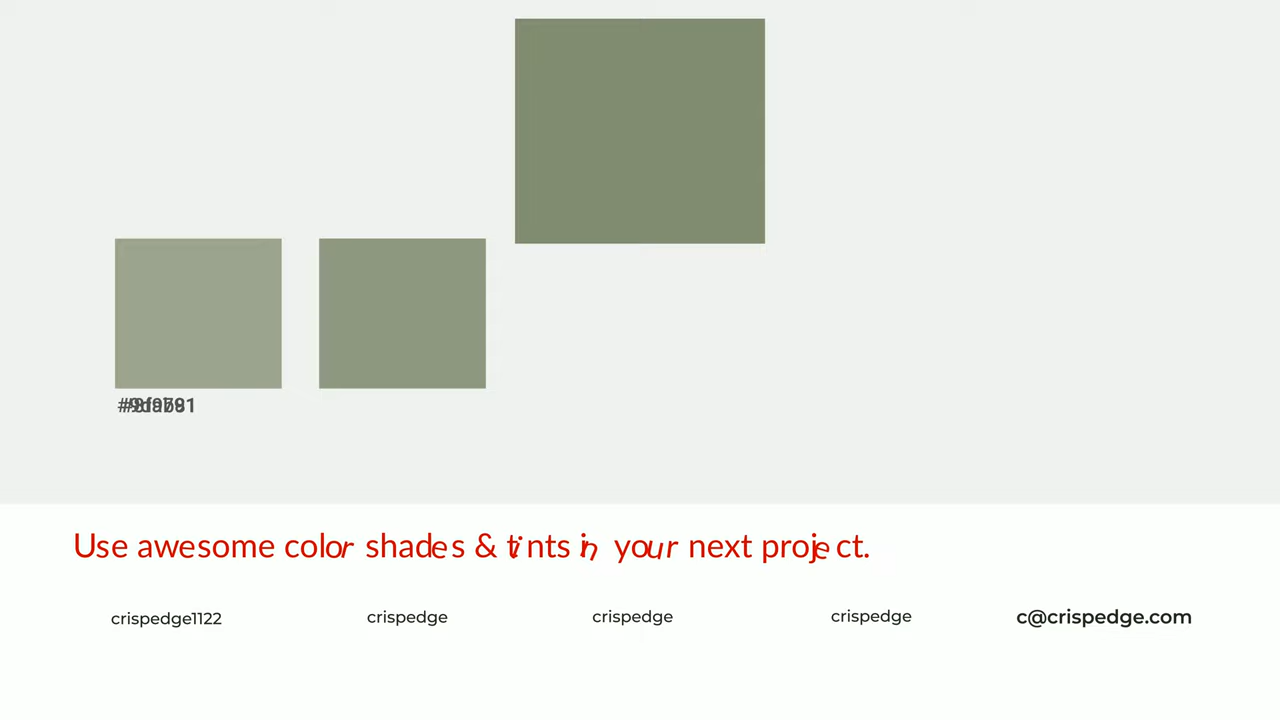 Use awesome color shades & tints in your next project.
crispedge1122 crispedge crispedge crispedge c@crispedge.com